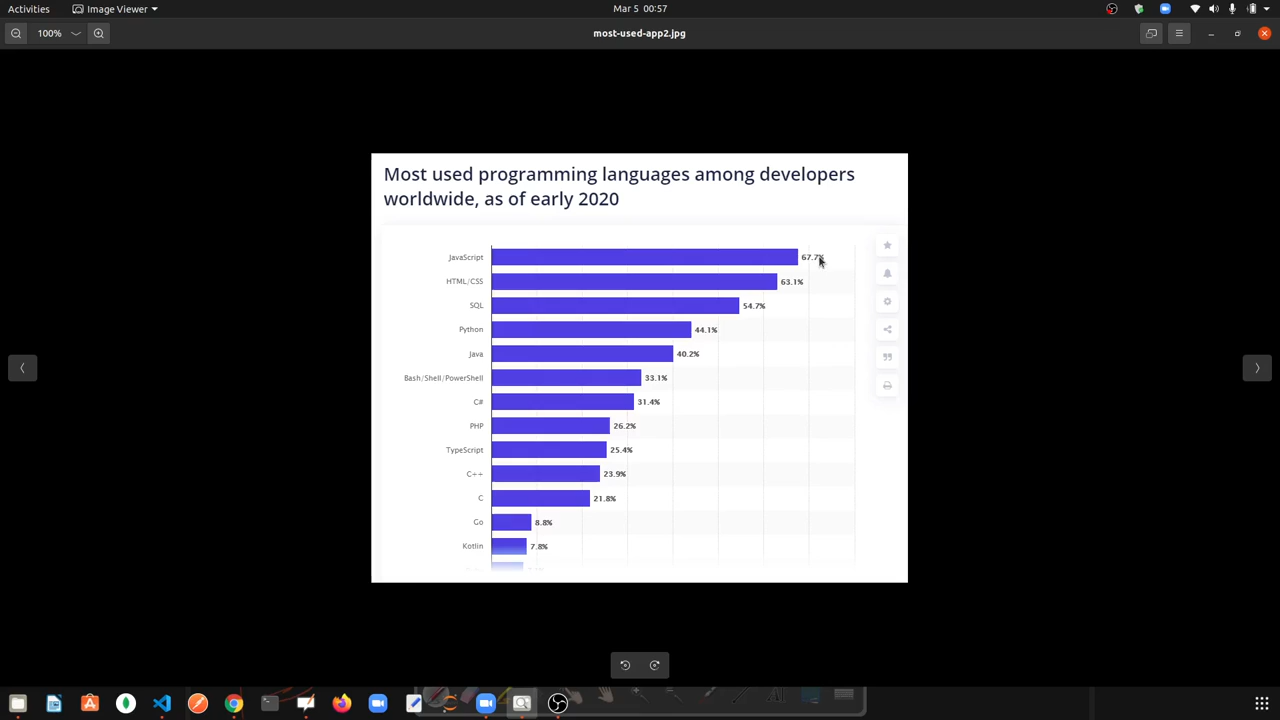 Activities Image Viewer Mar 5 00:57
100% most-used-app2.jpg
Most used programming languages among developers
worldwide, as of early 2020
JavaScript 67.7%
HTML/CSS 63.1%
SQL 54.7%
Python 44.1%
Java 40.2%
Bash/Shell/PowerShell 33.1%
C# 31.4%
PHP 26.2%
TypeScript 25.4%
C++ 23.9%
C 21.8%
Go 8.8%
Kotlin 7.8%